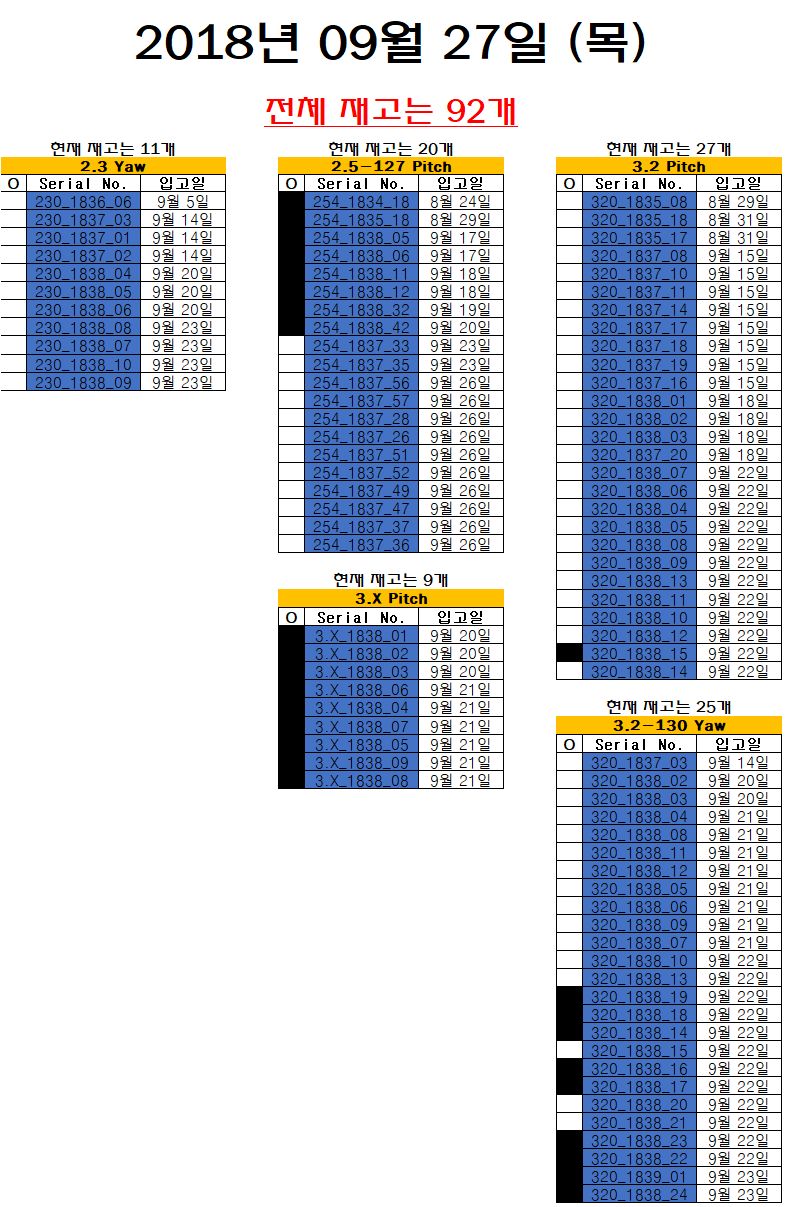 2018년 09월 27일 (목)
전체 재고는 92개
현재 재고는 11개
2.3 Yaw
O Serial No. 입고일
230_1836_06 9월 5일
230_1837_03 9월 14일
230_1837_01 9월 14일
230_1837_02 9월 14일
230_1838_04 9월 20일
230_1838_05 9월 20일
230_1838_06 9월 20일
230_1838_08 9월 23일
230_1838_07 9월 23일
230_1838_10 9월 23일
230_1838_09 9월 23일
현재 재고는 20개
2.5-127 Pitch
O Serial No. 입고일
254_1834_18 8월 24일
254_1835_18 8월 29일
254_1838_05 9월 17일
254_1838_06 9월 17일
254_1838_11 9월 18일
254_1838_12 9월 18일
254_1838_32 9월 19일
254_1838_42 9월 20일
254_1837_33 9월 23일
254_1837_35 9월 23일
254_1837_56 9월 26일
254_1837_57 9월 26일
254_1837_28 9월 26일
254_1837_26 9월 26일
254_1837_51 9월 26일
254_1837_52 9월 26일
254_1837_49 9월 26일
254_1837_47 9월 26일
254_1837_37 9월 26일
254_1837_36 9월 26일
현재 재고는 9개
3.X Pitch
O Serial No. 입고일
3.X_1838_01 9월 20일
3.X_1838_02 9월 20일
3.X_1838_03 9월 20일
3.X_1838_06 9월 21일
3.X_1838_04 9월 21일
3.X_1838_07 9월 21일
3.X_1838_05 9월 21일
3.X_1838_09 9월 21일
3.X_1838_08 9월 21일
현재 재고는 27개
3.2 Pitch
O Serial No. 입고일
320_1835_08 8월 29일
320_1835_18 8월 31일
320_1835_17 8월 31일
320_1837_08 9월 15일
320_1837_10 9월 15일
320_1837_11 9월 15일
320_1837_14 9월 15일
320_1837_17 9월 15일
320_1837_18 9월 15일
320_1837_19 9월 15일
320_1837_16 9월 15일
320_1838_01 9월 18일
320_1838_02 9월 18일
320_1838_03 9월 18일
320_1837_20 9월 18일
320_1838_07 9월 22일
320_1838_06 9월 22일
320_1838_04 9월 22일
320_1838_05 9월 22일
320_1838_08 9월 22일
320_1838_09 9월 22일
320_1838_13 9월 22일
320_1838_11 9월 22일
320_1838_10 9월 22일
320_1838_12 9월 22일
320_1838_15 9월 22일
320_1838_14 9월 22일
현재 재고는 25개
3.2-130 Yaw
O Serial No. 입고일
320_1837_03 9월 14일
320_1838_02 9월 20일
320_1838_03 9월 20일
320_1838_04 9월 21일
320_1838_08 9월 21일
320_1838_11 9월 21일
320_1838_12 9월 21일
320_1838_05 9월 21일
320_1838_06 9월 21일
320_1838_09 9월 21일
320_1838_07 9월 21일
320_1838_10 9월 22일
320_1838_13 9월 22일
320_1838_19 9월 22일
320_1838_18 9월 22일
320_1838_14 9월 22일
320_1838_15 9월 22일
320_1838_16 9월 22일
320_1838_17 9월 22일
320_1838_20 9월 22일
320_1838_21 9월 22일
320_1838_23 9월 22일
320_1838_22 9월 22일
320_1839_01 9월 23일
320_1838_24 9월 23일